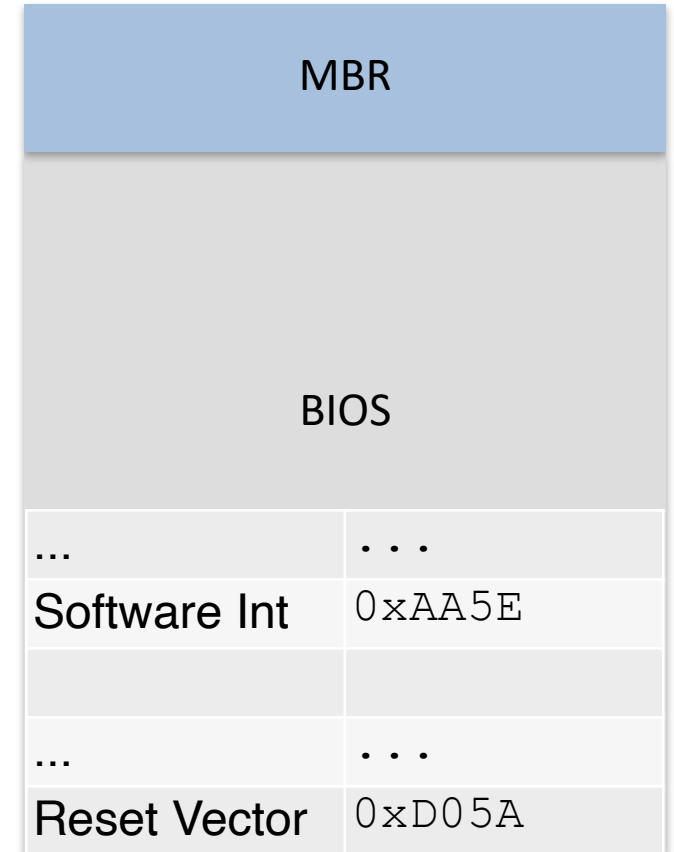 MBR
BIOS
... ...
Software Int 0xAA5E
... ...
Reset Vector 0xD05A